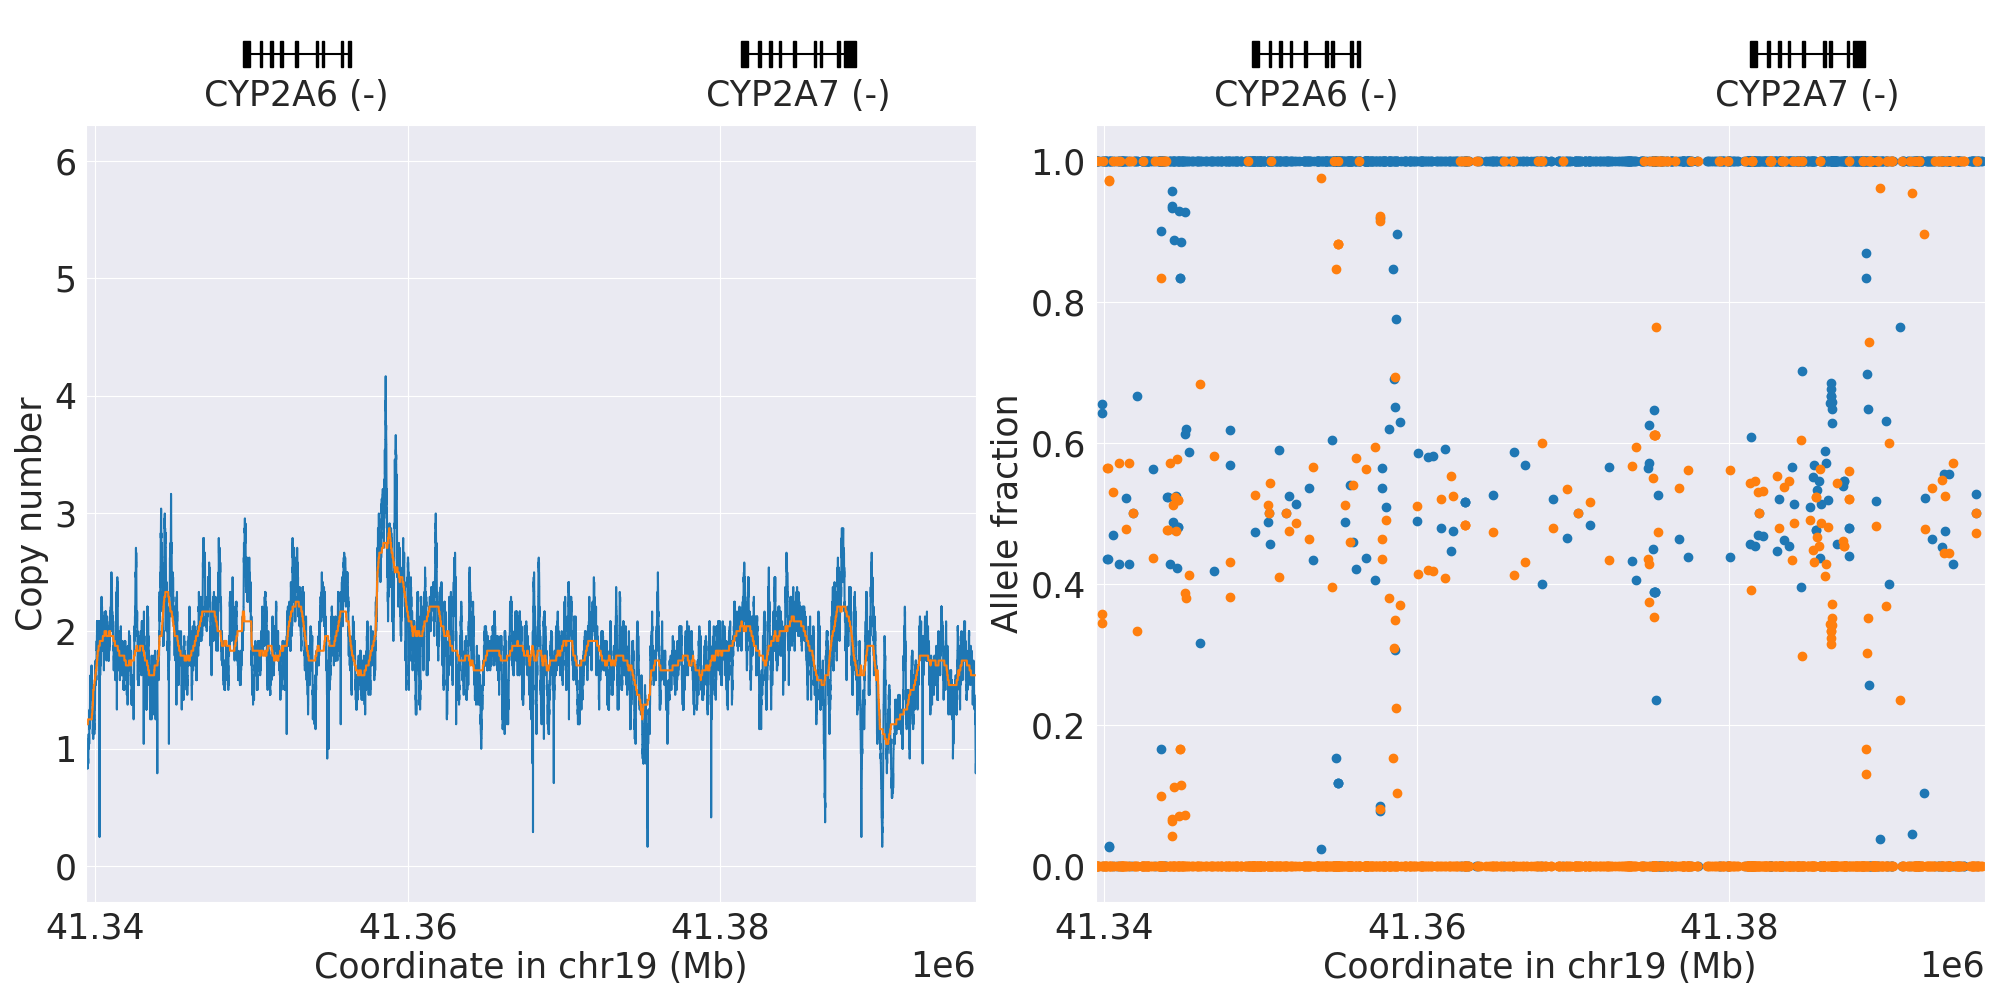 CYP2A6 (-) CYP2A7 (-)
Copy number
6
5
4
3
2
1
0
41.34 41.36 41.38
Coordinate in chr19 (Mb) 1e6
CYP2A6 (-) CYP2A7 (-)
Allele fraction
1.0
0.8
0.6
0.4
0.2
0.0
41.34 41.36 41.38
Coordinate in chr19 (Mb) 1e6